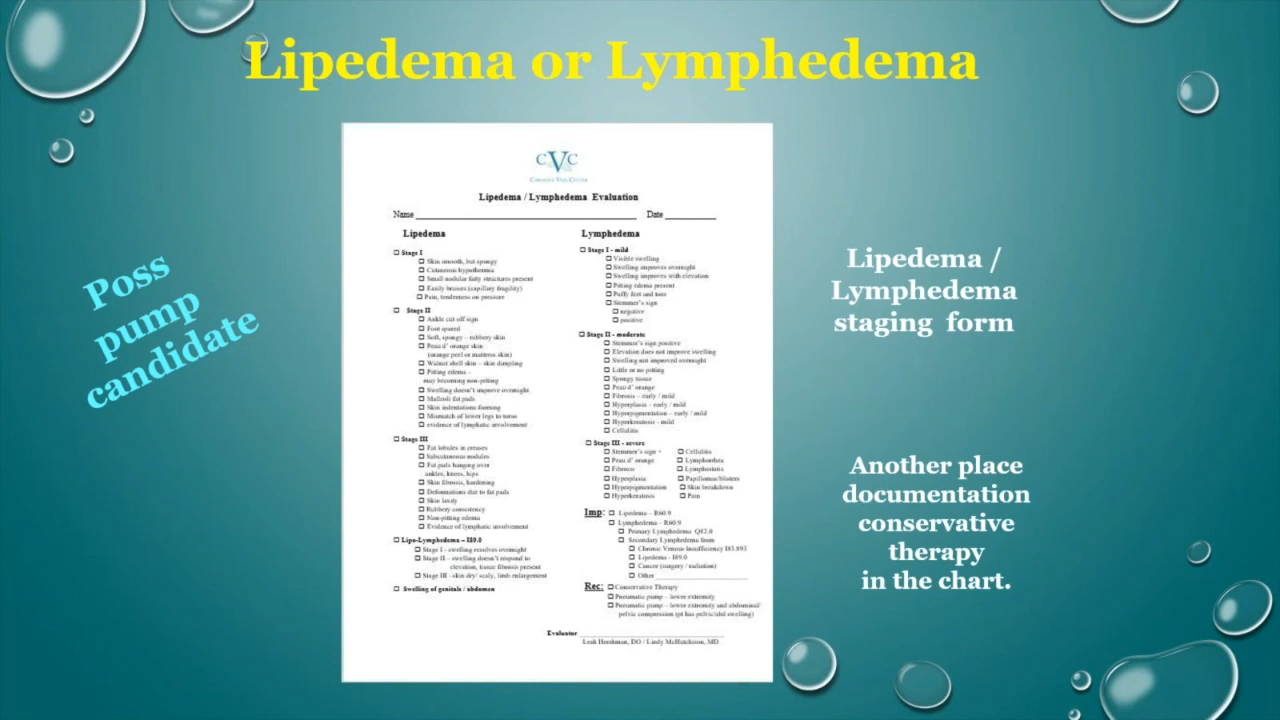 Lipedema or Lymphedema
Poss
pump
candidate
CVC
Carolina Vein Center
Lipedema / Lymphedema Evaluation
Name Date
Lipedema
Stage I
Skin smooth, but spongy
Cutaneous hypothermia
Small nodular fatty structures present
Easily bruises (capillary fragility)
Pain, tenderness on pressure
Stage II
Ankle cut off sign
Foot spared
Soft, spongy – rubbery skin
Peau d' orange skin
(orange peel or mattress skin)
Walnut shell skin – skin dimpling
Pitting edema –
may becoming non-pitting
Swelling doesn't improve overnight
Malleoli fat pads
Skin indentations forming
Mismatch of lower legs to torso
evidence of lymphatic involvement
Stage III
Fat lobules in creases
Subcutaneous nodules
Fat pads hanging over
ankles, knees, hips
Skin fibrosis, hardening
Deformations due to fat pads
Skin laxity
Rubbery consistency
Non-pitting edema
Evidence of lymphatic involvement
Lipo-Lymphedema – I89.0
Stage I - swelling resolves overnight
Stage II – swelling doesn't respond to
elevation, tissue fibrosis present
Stage III - skin dry/ scaly, limb enlargement
Swelling of genitals / abdomen
Lymphedema
Stage I - mild
Visible swelling
Swelling improves overnight
Swelling improves with elevation
Pitting edema present
Puffy feet and toes
Stemmer's sign
negative
positive
Stage II - moderate
Stemmer's sign positive
Elevation does not improve swelling
Swelling not improved overnight
Little or no pitting
Spongy tissue
Peau d' orange
Fibrosis – early / mild
Hyperplasia – early / mild
Hyperpigmentation – early / mild
Hyperkeratosis - mild
Cellulitis
Stage III - severe
Stemmer's sign + Cellulitis
Peau d' orange Lymphorrhea
Fibrosis Lymphostatis
Hyperplasia Papillomas/blisters
Hyperpigmentation Skin breakdown
Hyperkeratosis Pain
Imp: Lipedema – R60.9
Lymphedema – R60.9
Primary Lymphedema Q82.0
Secondary Lymphedema from
Chronic Venous Insufficiency I83.893
Lipedema - I89.0
Cancer (surgery / radiation)
Other
Rec: Conservative Therapy
Pneumatic pump – lower extremity
Pneumatic pump – lower extremity and abdominal/
pelvic compression (pt has pelvic/abd swelling)
Evaluator
DO / Lindy McHutchison, MD
Lipedema /
Lymphedema
staging form
Another place
documentation
conservative
therapy
in the chart.